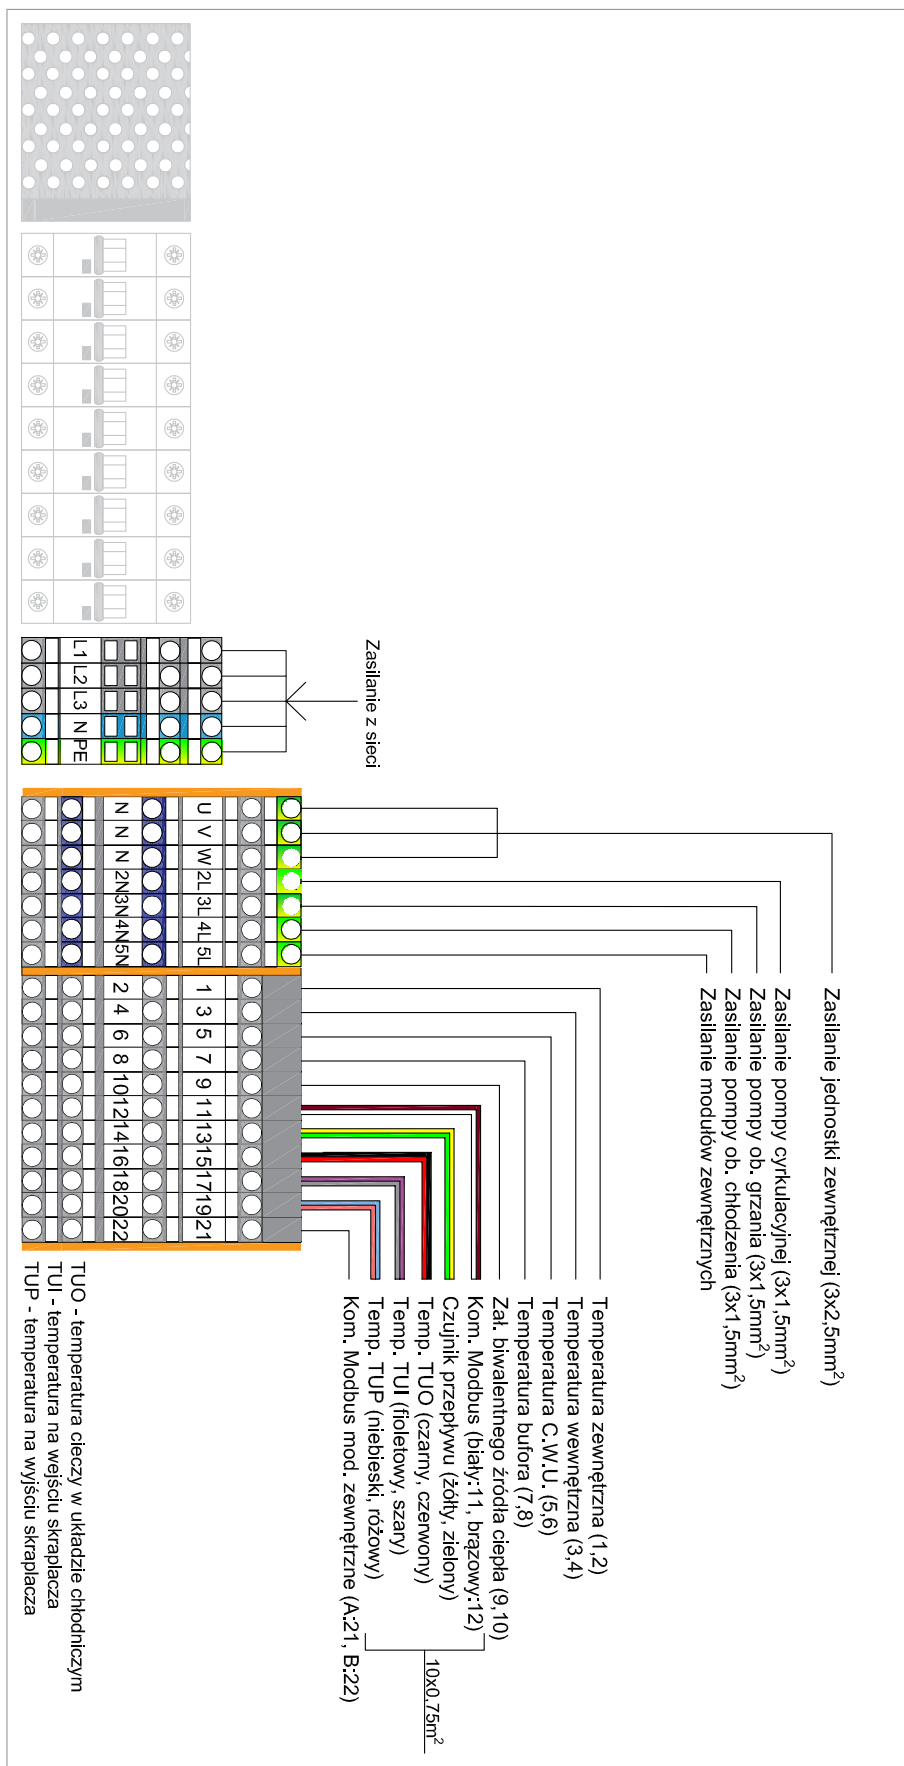 Zasilanie z sieci
L1 L2 L3 N PE
Zasilanie jednostki zewnętrznej (3x2,5mm²)
Zasilanie pompy cyrkulacyjnej (3x1,5mm²)
Zasilanie pompy ob. grzania (3x1,5mm²)
Zasilanie pompy ob. chłodzenia (3x1,5mm²)
Zasilanie modułów zewnętrznych
U V W 2L 3L 4L 5L
N N N 2N 3N 4N 5N
1 3 5 7 9 11 13 15 17 19 21
2 4 6 8 10 12 14 16 18 20 22
Temperatura zewnętrzna (1,2)
Temperatura wewnętrzna (3,4)
Temperatura C.W.U. (5,6)
Temperatura bufora (7,8)
Zał. biwalentnego źródła ciepła (9,10)
Kom. Modbus (biały:11, brązowy:12)
Czujnik przepływu (żółty, zielony)
Temp. TUO (czarny, czerwony)
Temp. TUI (fioletowy, szary)
Temp. TUP (niebieski, różowy)
Kom. Modbus mod. zewnętrzne (A:21, B:22)
10x0,75m²
TUO - temperatura cieczy w układzie chłodniczym
TUI - temperatura na wejściu skraplacza
TUP - temperatura na wyjściu skraplacza